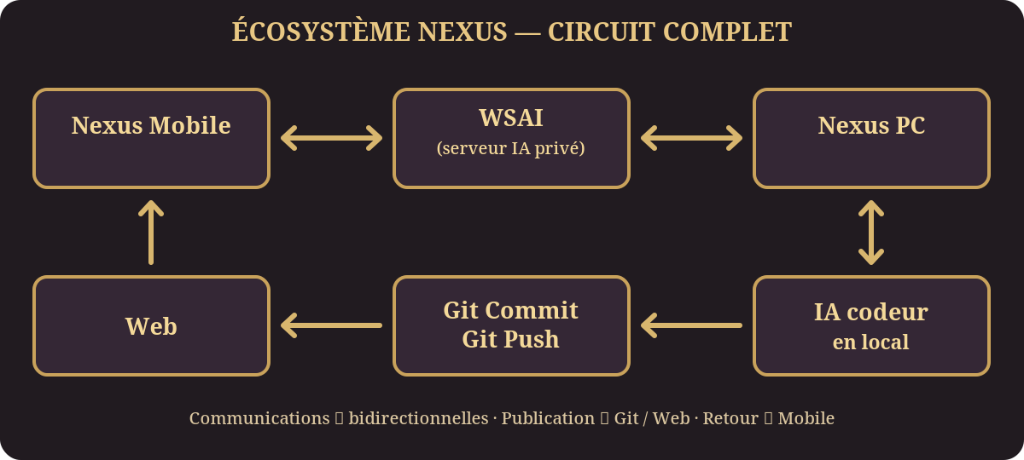 ÉCOSYSTÈME NEXUS — CIRCUIT COMPLET
Nexus Mobile
WSAI
(serveur IA privé)
Nexus PC
Web
Git Commit
Git Push
IA codeur
en local
Communications ▯ bidirectionnelles · Publication ▯ Git / Web · Retour ▯ Mobile